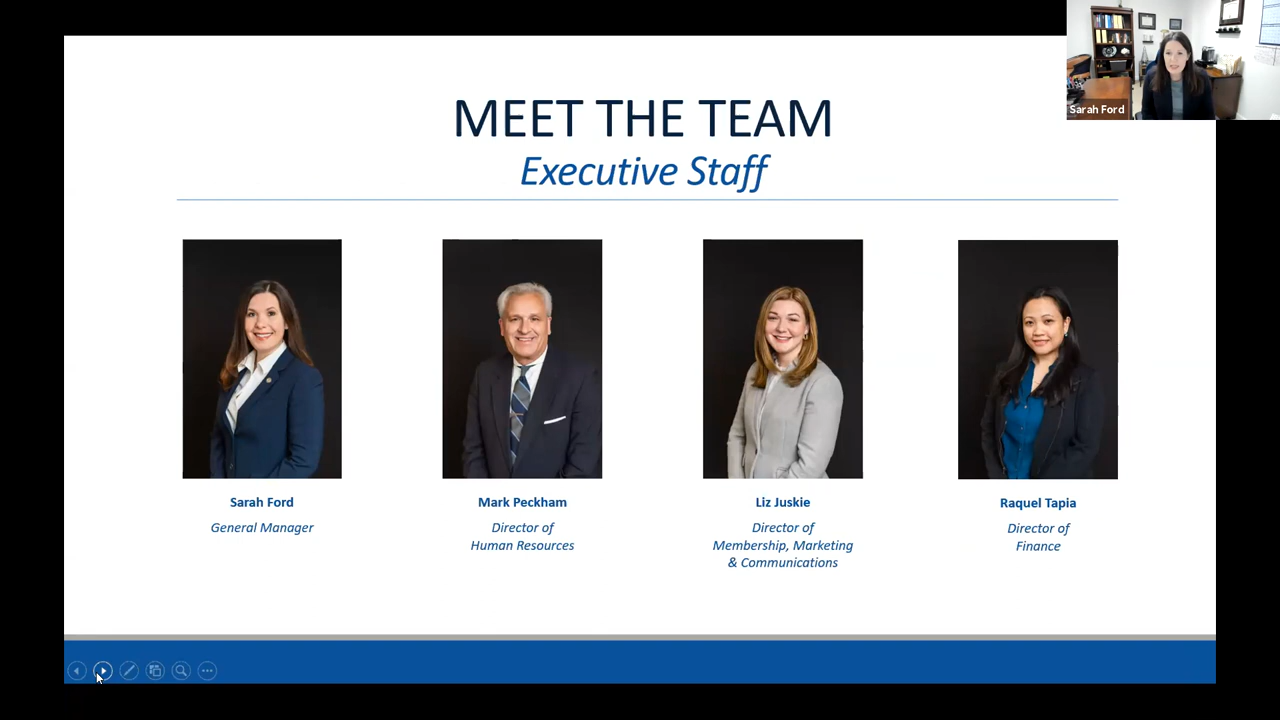 Sarah Ford
MEET THE TEAM
Executive Staff
Sarah Ford
General Manager
Mark Peckham
Director of
Human Resources
Liz Juskie
Director of
Membership, Marketing
& Communications
Raquel Tapia
Director of
Finance